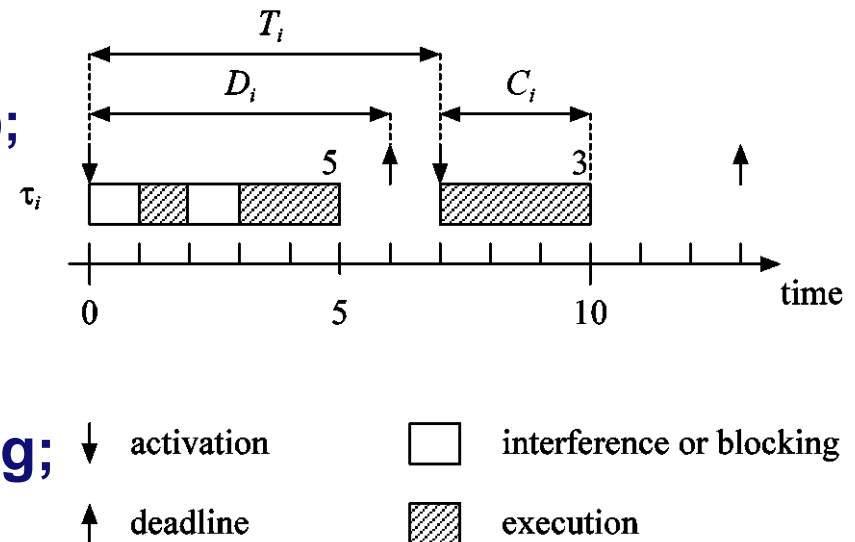 T_i
D_i
C_i
;
5
3
τ_i
0
5
10
time
g;
activation
interference or blocking
deadline
execution